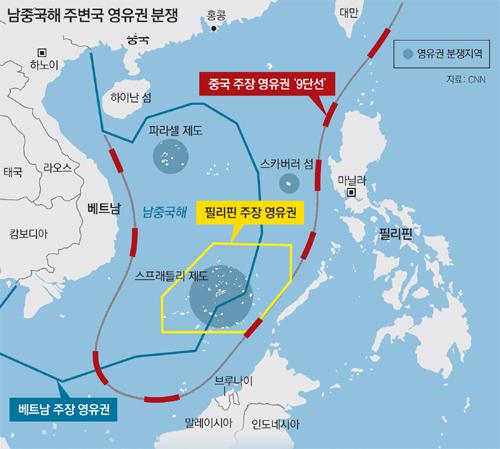 남중국해 주변국 영유권 분쟁
중국
홍콩
대만
영유권 분쟁지역
자료: CNN
하노이
중국 주장 영유권 '9단선'
하이난 섬
파라셀 제도
스카버러 섬
태국
라오스
마닐라
베트남
남중국해
필리핀 주장 영유권
필리핀
캄보디아
스프래틀리 제도
브루나이
베트남 주장 영유권
말레이시아
인도네시아